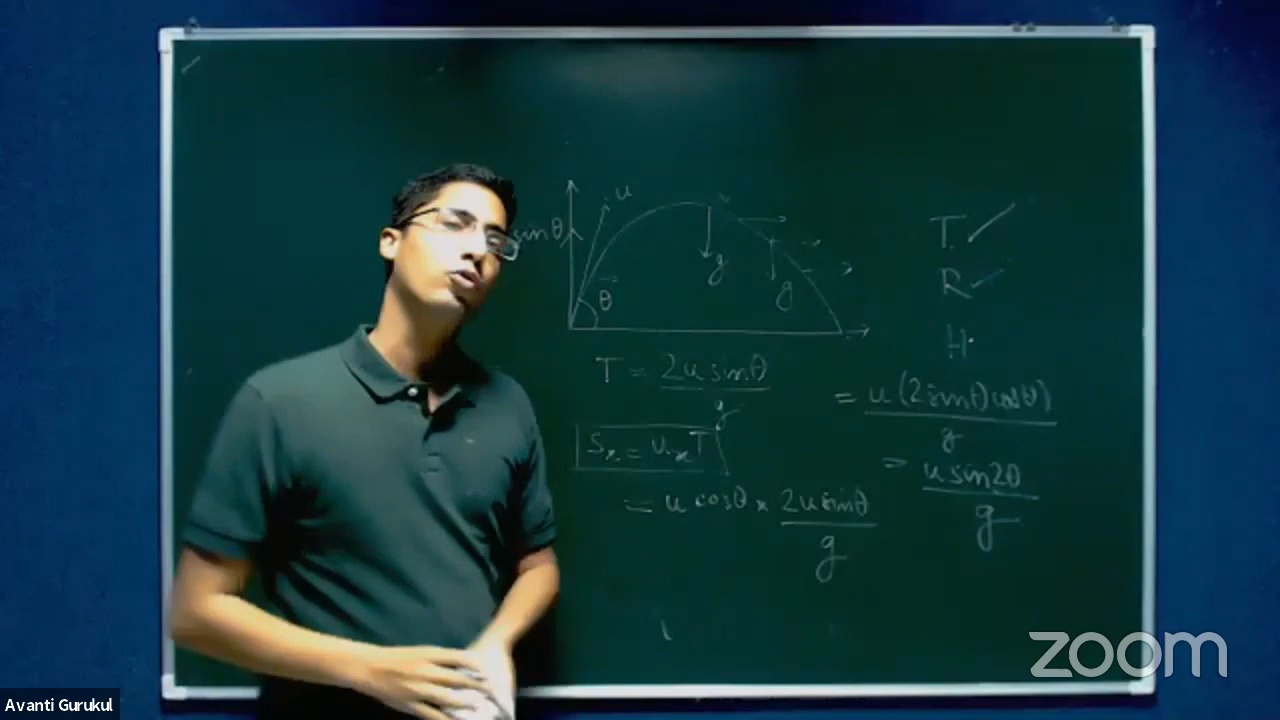 u
sinθ
θ
g
g
T
R
H
T = 2u sinθ / g
Sx = Ux T
= u cosθ × 2u sinθ / g
= u (2 sinθ cosθ) / g
= u sin2θ / g
zoom
Avanti Gurukul